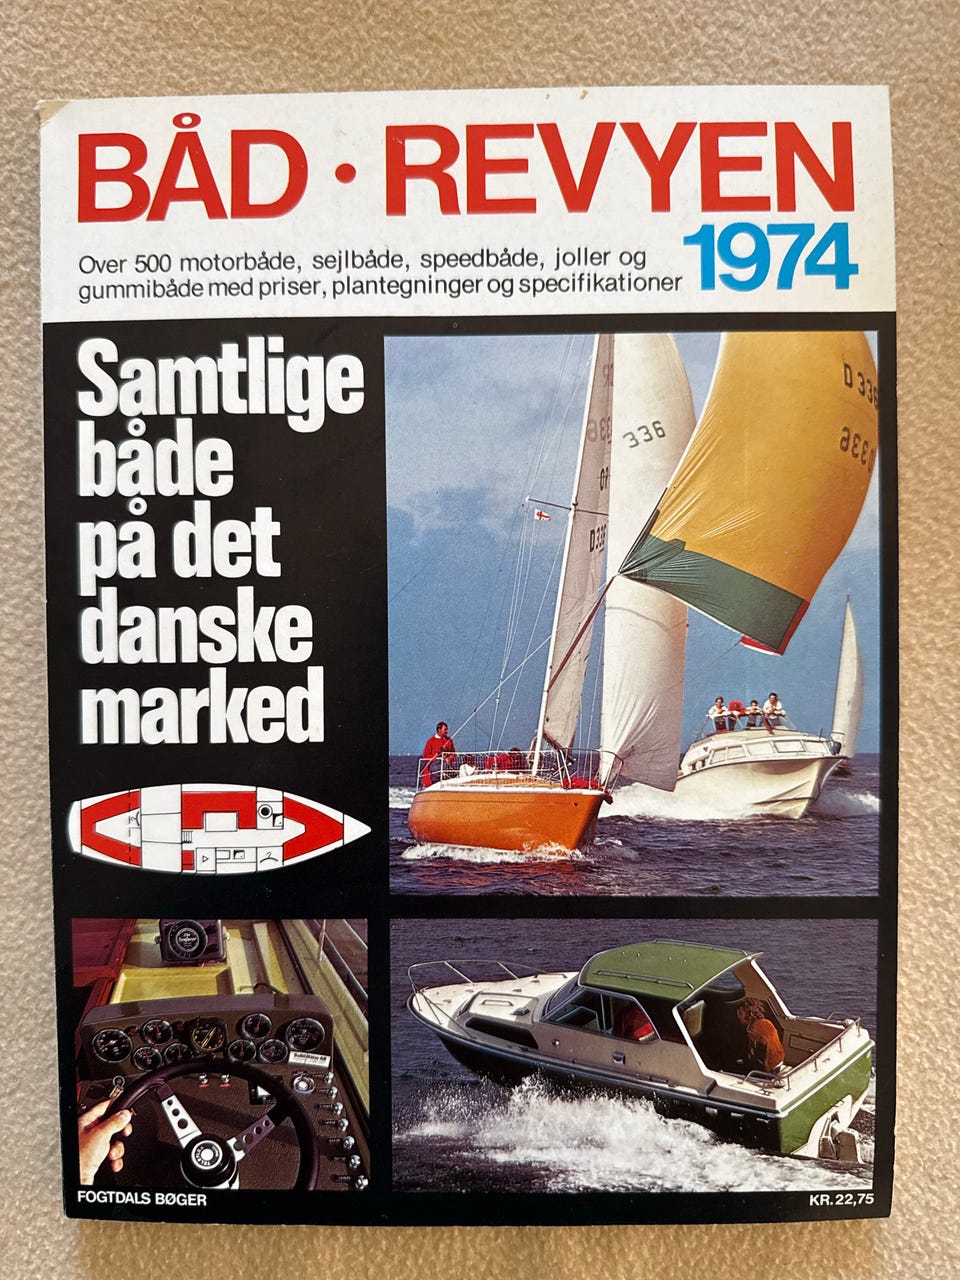 BÅD • REVYEN
1974
Over 500 motorbåde, sejlbåde, speedbåde, joller og
gummibåde med priser, plantegninger og specifikationer
Samtlige
både
på det
danske
marked
336
D 336
FOGTDALS BØGER
KR. 22,75